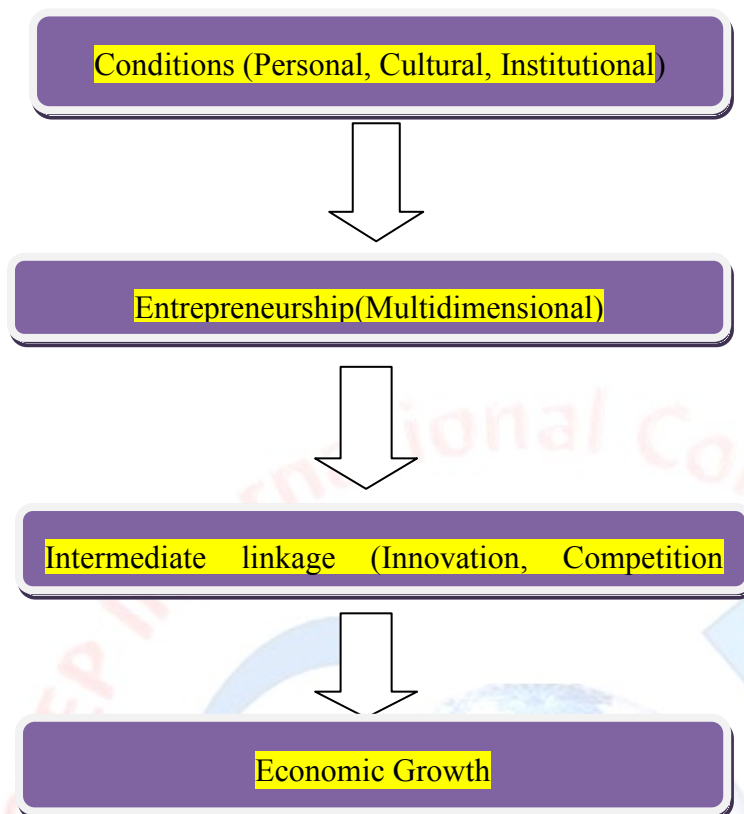 Conditions (Personal, Cultural, Institutional)
Entrepreneurship(Multidimensional)
Intermediate linkage (Innovation, Competition
Economic Growth